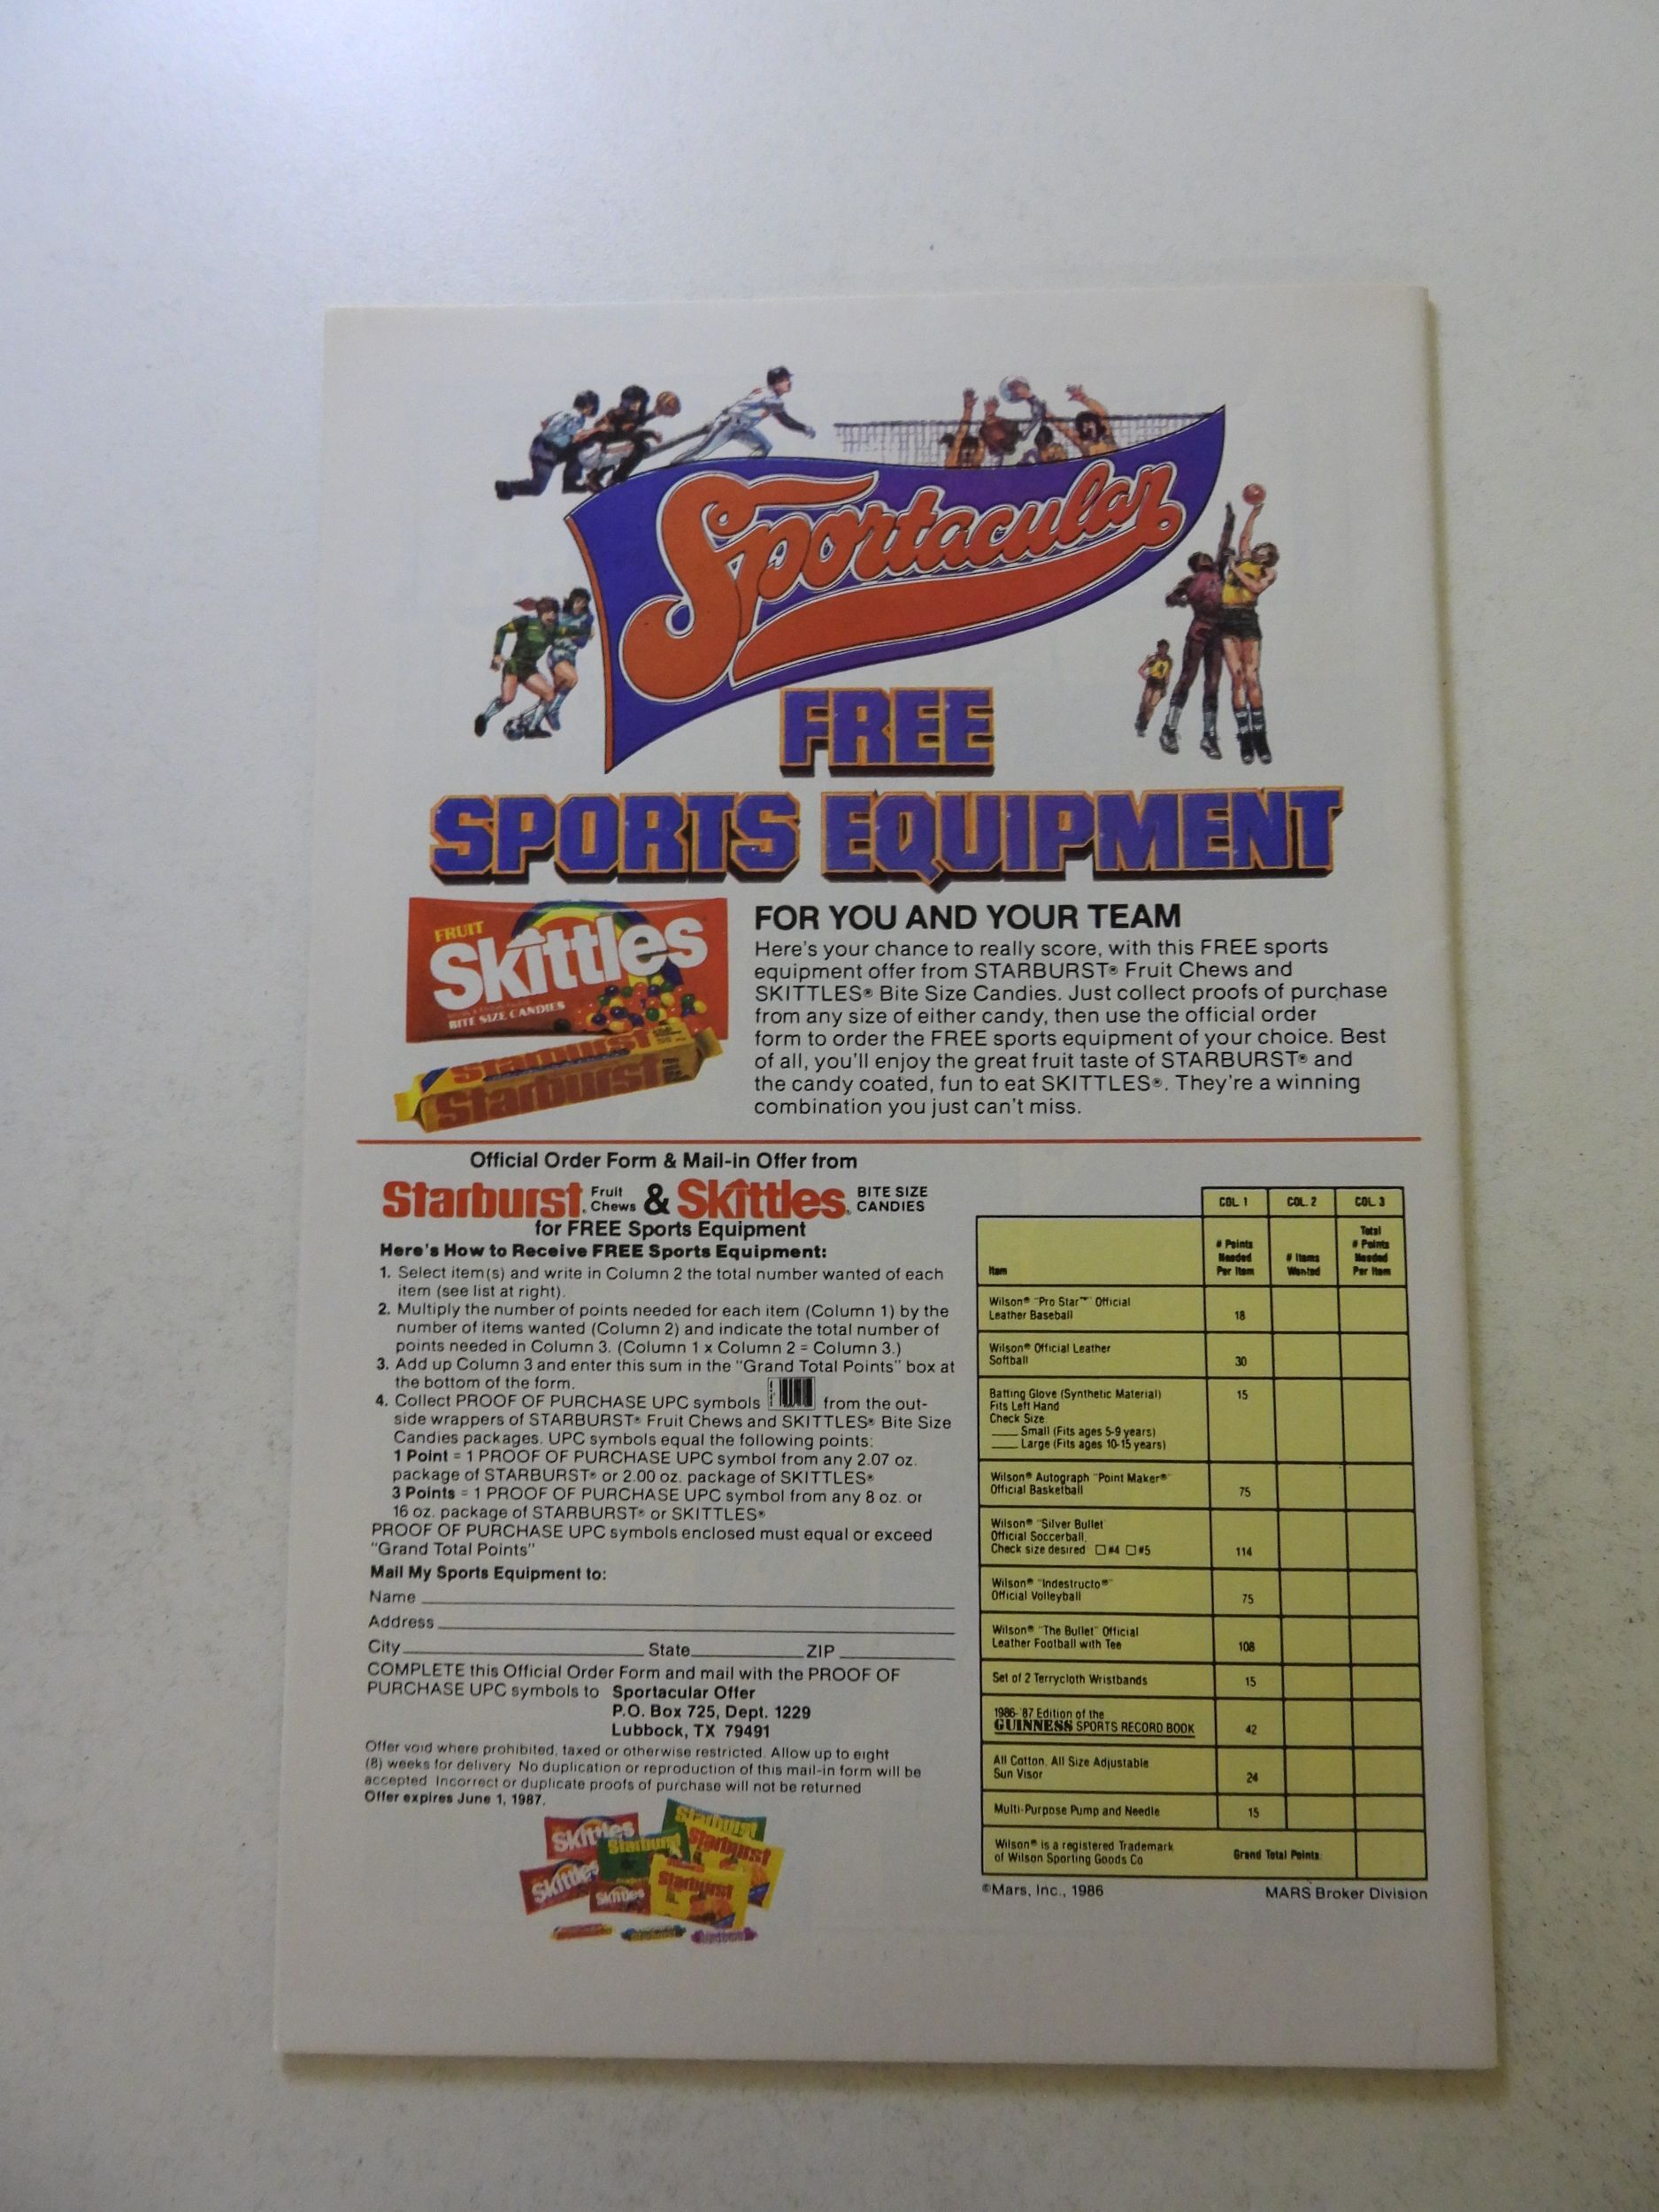 Sportacular
FREE
SPORTS EQUIPMENT
FRUIT
Skittles
BITE SIZE CANDIES
Starburst
Starburst
FOR YOU AND YOUR TEAM
Here's your chance to really score, with this FREE sports
equipment offer from STARBURST® Fruit Chews and
SKITTLES® Bite Size Candies. Just collect proofs of purchase
from any size of either candy, then use the official order
form to order the FREE sports equipment of your choice. Best
of all, you'll enjoy the great fruit taste of STARBURST® and
the candy coated, fun to eat SKITTLES®. They're a winning
combination you just can't miss.
Official Order Form & Mail-in Offer from
Starburst® Fruit Chews & Skittles® BITE SIZE CANDIES
for FREE Sports Equipment
Here's How to Receive FREE Sports Equipment:
1. Select item(s) and write in Column 2 the total number wanted of each
item (see list at right).
2. Multiply the number of points needed for each item (Column 1) by the
number of items wanted (Column 2) and indicate the total number of
points needed in Column 3. (Column 1 x Column 2 = Column 3.)
3. Add up Column 3 and enter this sum in the "Grand Total Points" box at
the bottom of the form.
4. Collect PROOF OF PURCHASE UPC symbols from the out-
side wrappers of STARBURST® Fruit Chews and SKITTLES® Bite Size
Candies packages. UPC symbols equal the following points:
1 Point = 1 PROOF OF PURCHASE UPC symbol from any 2.07 oz.
package of STARBURST® or 2.00 oz. package of SKITTLES®
3 Points = 1 PROOF OF PURCHASE UPC symbol from any 8 oz. or
16 oz. package of STARBURST® or SKITTLES®
PROOF OF PURCHASE UPC symbols enclosed must equal or exceed
"Grand Total Points"
Mail My Sports Equipment to:
Name
Address
City State ZIP
COMPLETE this Official Order Form and mail with the PROOF OF
PURCHASE UPC symbols to Sportacular Offer
P.O. Box 725, Dept. 1229
Lubbock, TX 79491
Offer void where prohibited, taxed or otherwise restricted. Allow up to eight
(8) weeks for delivery. No duplication or reproduction of this mail-in form will be
accepted. Incorrect or duplicate proofs of purchase will not be returned
Offer expires June 1, 1987.
Skittles
Starburst
Starburst
Starburst
Skittles
Skittles
Starburst
COL. 1 COL. 2 COL. 3
Item # Points Needed Per Item # Items Wanted Total # Points Needed Per Item
Wilson® "Pro Star™" Official
Leather Baseball 18
Wilson® Official Leather
Softball 30
Batting Glove (Synthetic Material) 15
Fits Left Hand
Check Size
Small (Fits ages 5-9 years)
Large (Fits ages 10-15 years)
Wilson® Autograph "Point Maker®"
Official Basketball 75
Wilson® "Silver Bullet"
Official Soccerball,
Check size desired #4 #5 114
Wilson® "Indestructo®"
Official Volleyball 75
Wilson® "The Bullet" Official
Leather Football with Tee 108
Set of 2 Terrycloth Wristbands 15
1986-'87 Edition of the
GUINNESS SPORTS RECORD BOOK 42
All Cotton, All Size Adjustable
Sun Visor 24
Multi-Purpose Pump and Needle 15
Wilson® is a registered Trademark
of Wilson Sporting Goods Co Grand Total Points
©Mars, Inc., 1986 MARS Broker Division